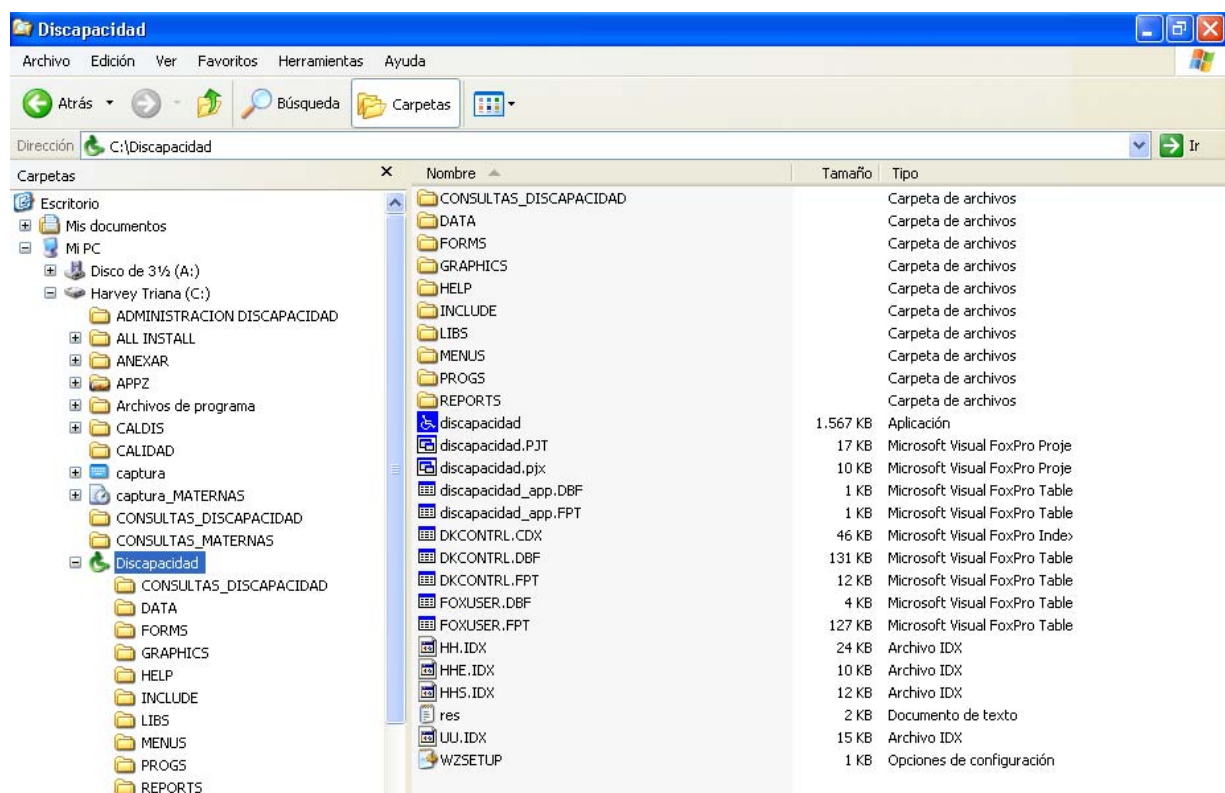 Discapacidad
Archivo Edición Ver Favoritos Herramientas Ayuda
Atrás Búsqueda Carpetas
Dirección C:\Discapacidad Ir
Carpetas
Escritorio
Mis documentos
Mi PC
Disco de 3½ (A:)
Harvey Triana (C:)
ADMINISTRACION DISCAPACIDAD
ALL INSTALL
ANEXAR
APPZ
Archivos de programa
CALDIS
CALIDAD
captura
captura_MATERNAS
CONSULTAS_DISCAPACIDAD
CONSULTAS_MATERNAS
Discapacidad
CONSULTAS_DISCAPACIDAD
DATA
FORMS
GRAPHICS
HELP
INCLUDE
LIBS
MENUS
PROGS
REPORTS
Nombre Tamaño Tipo
CONSULTAS_DISCAPACIDAD Carpeta de archivos
DATA Carpeta de archivos
FORMS Carpeta de archivos
GRAPHICS Carpeta de archivos
HELP Carpeta de archivos
INCLUDE Carpeta de archivos
LIBS Carpeta de archivos
MENUS Carpeta de archivos
PROGS Carpeta de archivos
REPORTS Carpeta de archivos
discapacidad 1.567 KB Aplicación
discapacidad.PJT 17 KB Microsoft Visual FoxPro Proje
discapacidad.pjx 10 KB Microsoft Visual FoxPro Proje
discapacidad_app.DBF 1 KB Microsoft Visual FoxPro Table
discapacidad_app.FPT 1 KB Microsoft Visual FoxPro Table
DKCONTRL.CDX 46 KB Microsoft Visual FoxPro Index
DKCONTRL.DBF 131 KB Microsoft Visual FoxPro Table
DKCONTRL.FPT 12 KB Microsoft Visual FoxPro Table
FOXUSER.DBF 4 KB Microsoft Visual FoxPro Table
FOXUSER.FPT 127 KB Microsoft Visual FoxPro Table
HH.IDX 24 KB Archivo IDX
HHE.IDX 10 KB Archivo IDX
HHS.IDX 12 KB Archivo IDX
res 2 KB Documento de texto
UU.IDX 15 KB Archivo IDX
WZSETUP 1 KB Opciones de configuración